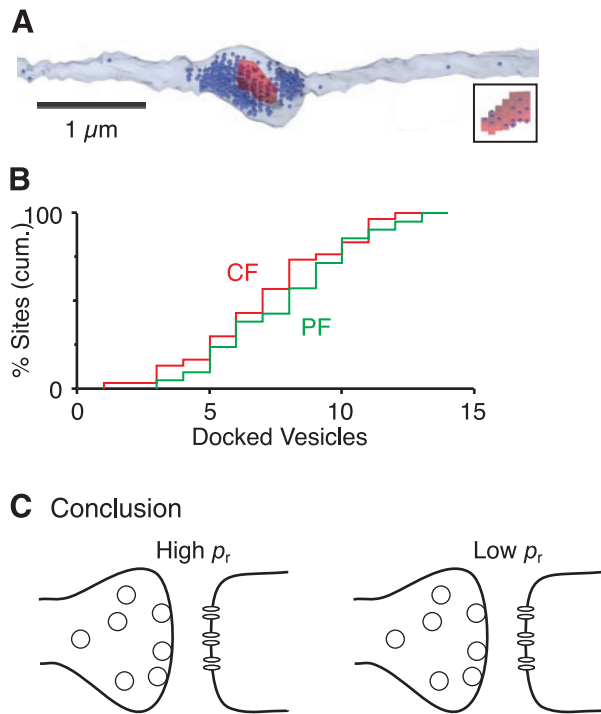 A
1 µm
B
100
% Sites (cum.)
CF
PF
0
0 5 10 15
Docked Vesicles
C Conclusion
High pr
Low pr